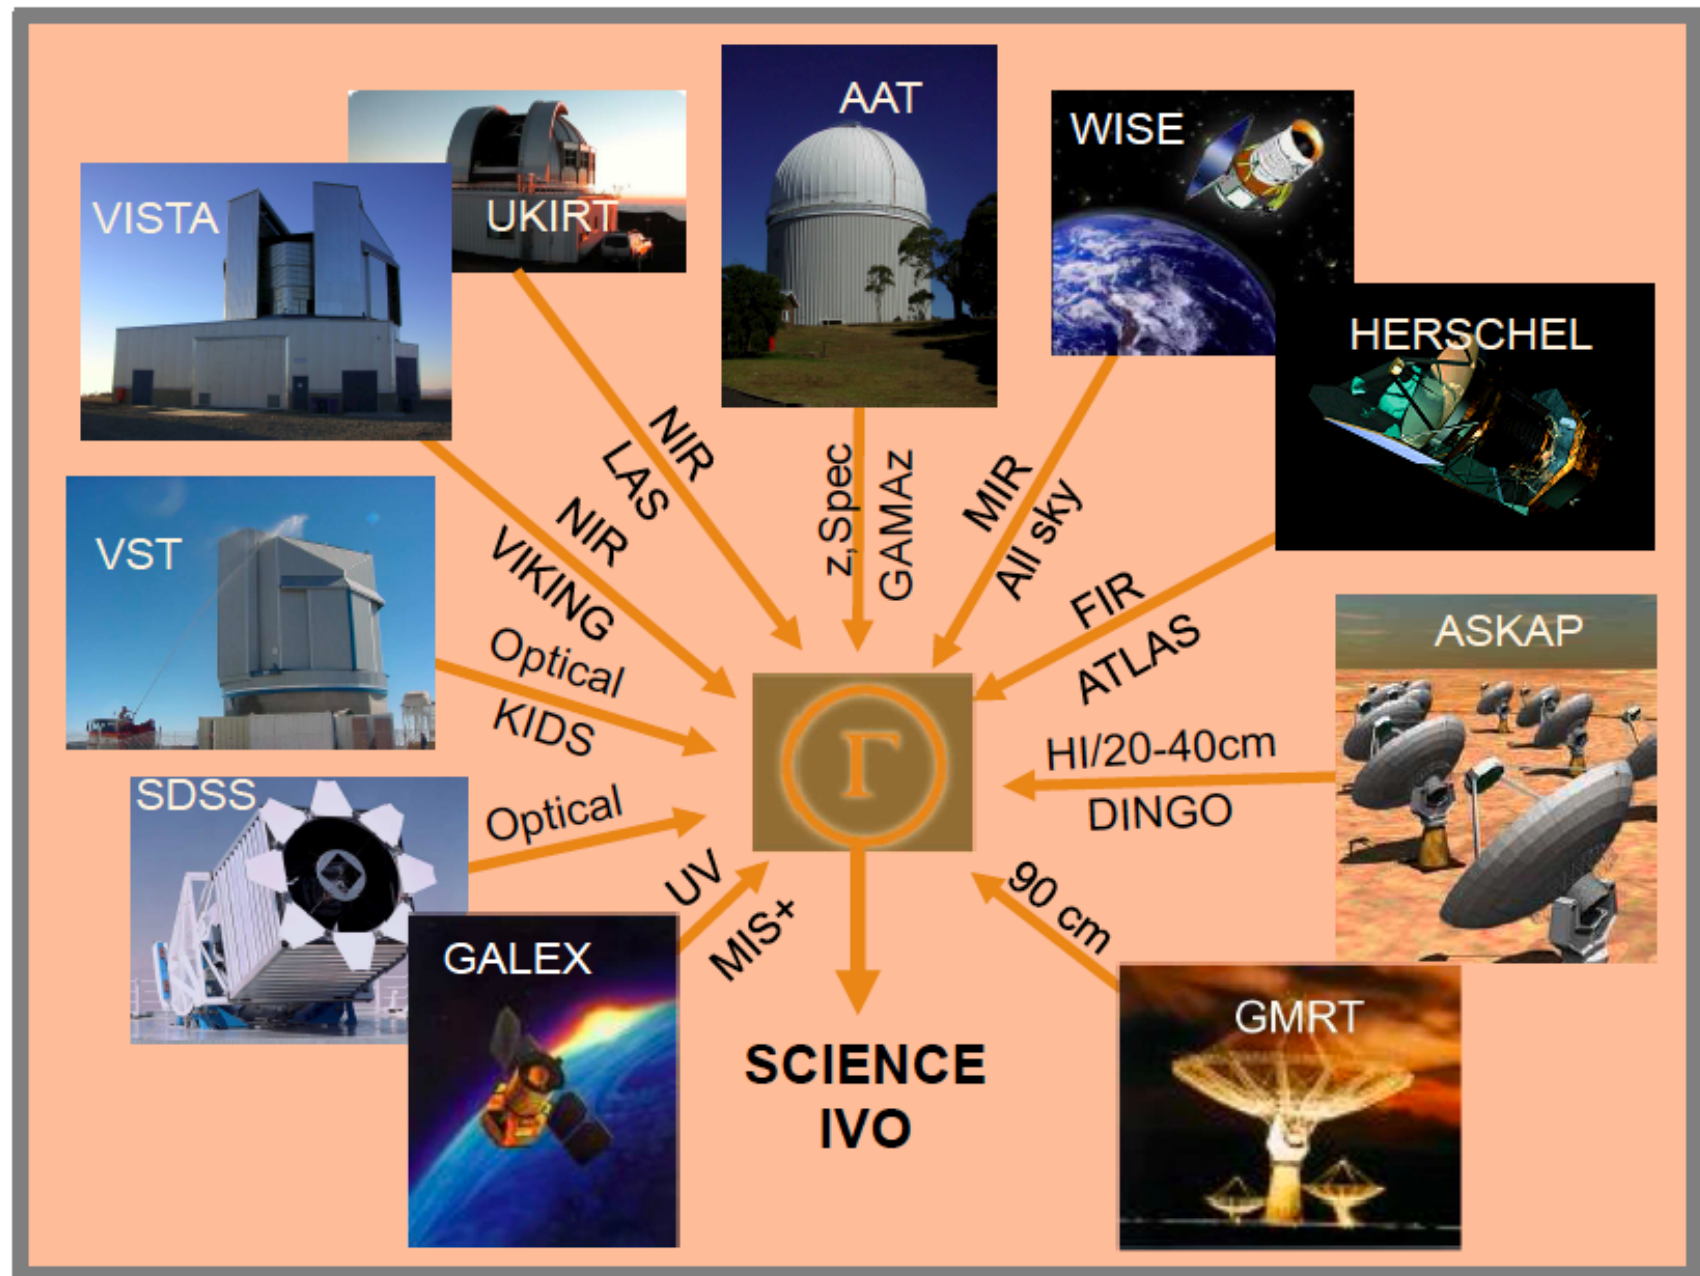 AAT
WISE
UKIRT
VISTA
HERSCHEL
NIR
LAS
z,Spec
GAMAz
MIR
All sky
NIR
VIKING
FIR
ATLAS
VST
Optical
KIDS
ASKAP
HI/20-40cm
DINGO
Γ
SDSS
Optical
UV
MIS+
90 cm
GALEX
GMRT
SCIENCE
IVO